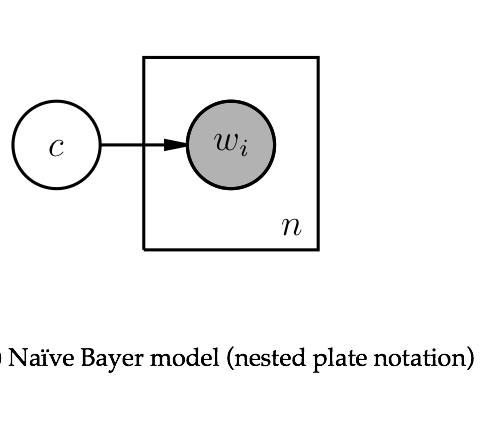 c
w_i
n
) Naïve Bayer model (nested plate notation)